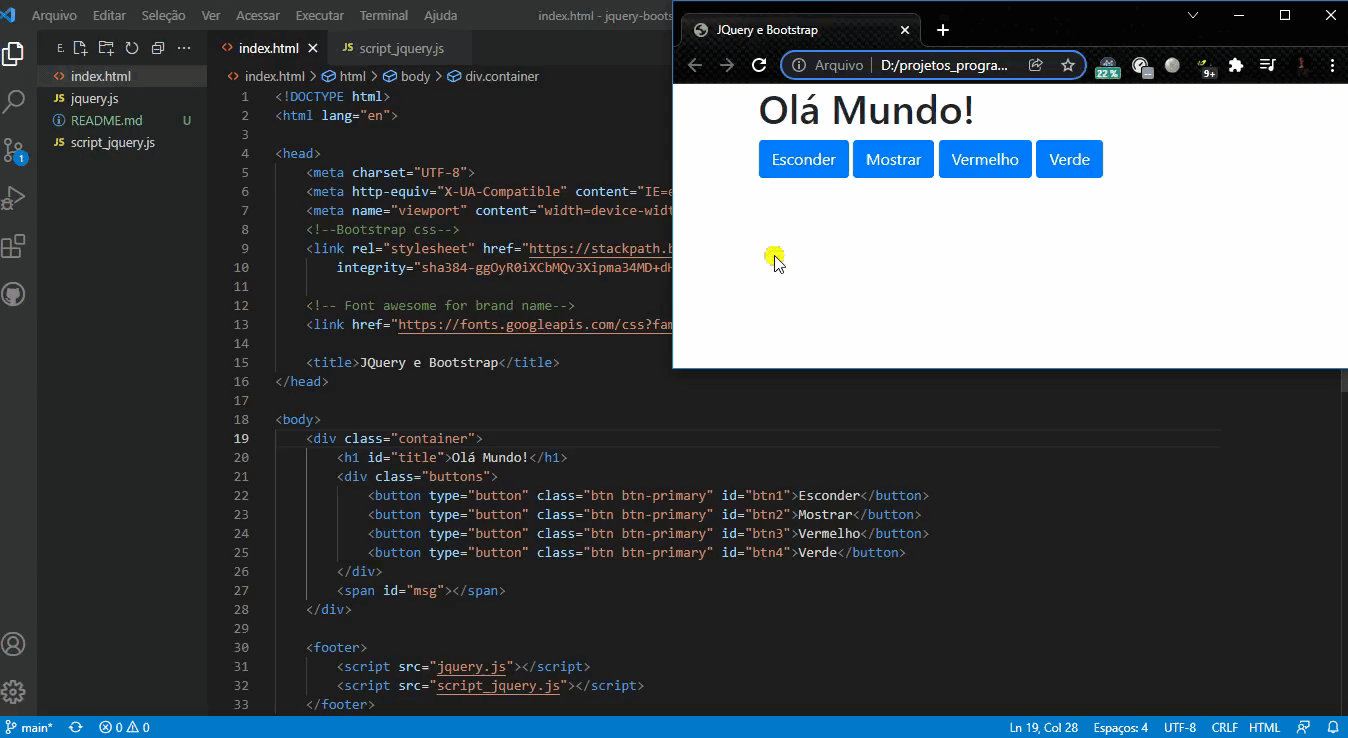 Arquivo Editar Seleção Ver Acessar Executar Terminal Ajuda index.html - jquery-boots
E.
index.html
JS jquery.js
README.md U
JS script_jquery.js
1
index.html JS script_jquery.js
index.html > html > body > div.container
1 <!DOCTYPE html>
2 <html lang="en">
3
4 <head>
5 <meta charset="UTF-8">
6 <meta http-equiv="X-UA-Compatible" content="IE=e
7 <meta name="viewport" content="width=device-widt
8 <!--Bootstrap css-->
9 <link rel="stylesheet" href="https://stackpath.b
10 integrity="sha384-ggOyR0iXCbMQv3Xipma34MD+dH
11
12 <!-- Font awesome for brand name-->
13 <link href="https://fonts.googleapis.com/css?fam
14
15 <title>JQuery e Bootstrap</title>
16 </head>
17
18 <body>
19 <div class="container">
20 <h1 id="title">Olá Mundo!</h1>
21 <div class="buttons">
22 <button type="button" class="btn btn-primary" id="btn1">Esconder</button>
23 <button type="button" class="btn btn-primary" id="btn2">Mostrar</button>
24 <button type="button" class="btn btn-primary" id="btn3">Vermelho</button>
25 <button type="button" class="btn btn-primary" id="btn4">Verde</button>
26 </div>
27 <span id="msg"></span>
28 </div>
29
30 <footer>
31 <script src="jquery.js"></script>
32 <script src="script_jquery.js"></script>
33 </footer>
JQuery e Bootstrap
Arquivo D:/projetos_progra... 22 % 9+
Olá Mundo!
Esconder Mostrar Vermelho Verde
main* 0 0 Ln 19, Col 28 Espaços: 4 UTF-8 CRLF HTML